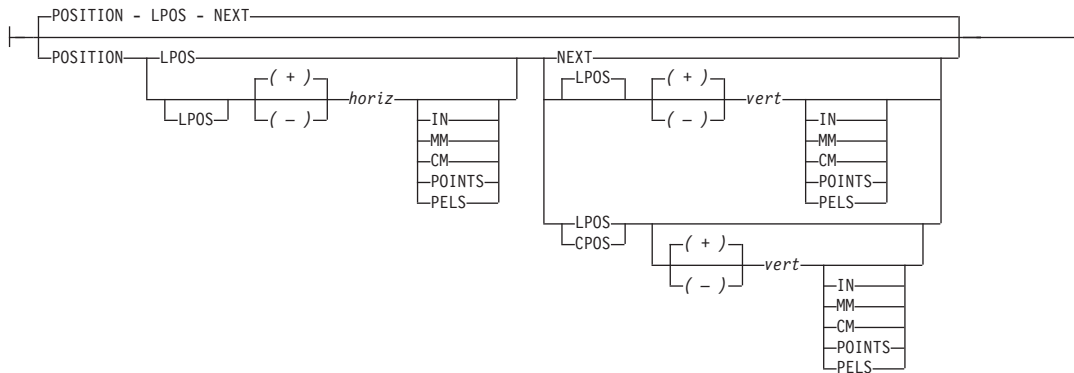 POSITION - LPOS - NEXT
POSITION LPOS NEXT
LPOS ( + ) ( – ) horiz
IN
MM
CM
POINTS
PELS
LPOS ( + ) ( – ) vert
IN
MM
CM
POINTS
PELS
LPOS
CPOS
( + ) ( – ) vert
IN
MM
CM
POINTS
PELS